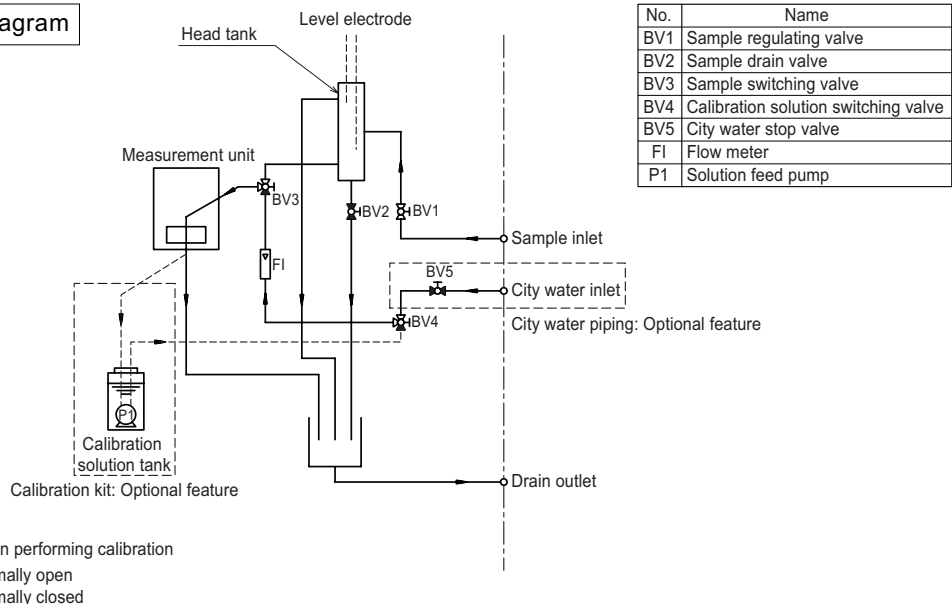 Level electrode
Head tank
Measurement unit
BV3
BV2
BV1
FI
BV5
BV4
Sample inlet
City water inlet
City water piping: Optional feature
P1
Calibration
solution tank
Calibration kit: Optional feature
Drain outlet
performing calibration
open
closed
No. Name
BV1 Sample regulating valve
BV2 Sample drain valve
BV3 Sample switching valve
BV4 Calibration solution switching valve
BV5 City water stop valve
FI Flow meter
P1 Solution feed pump